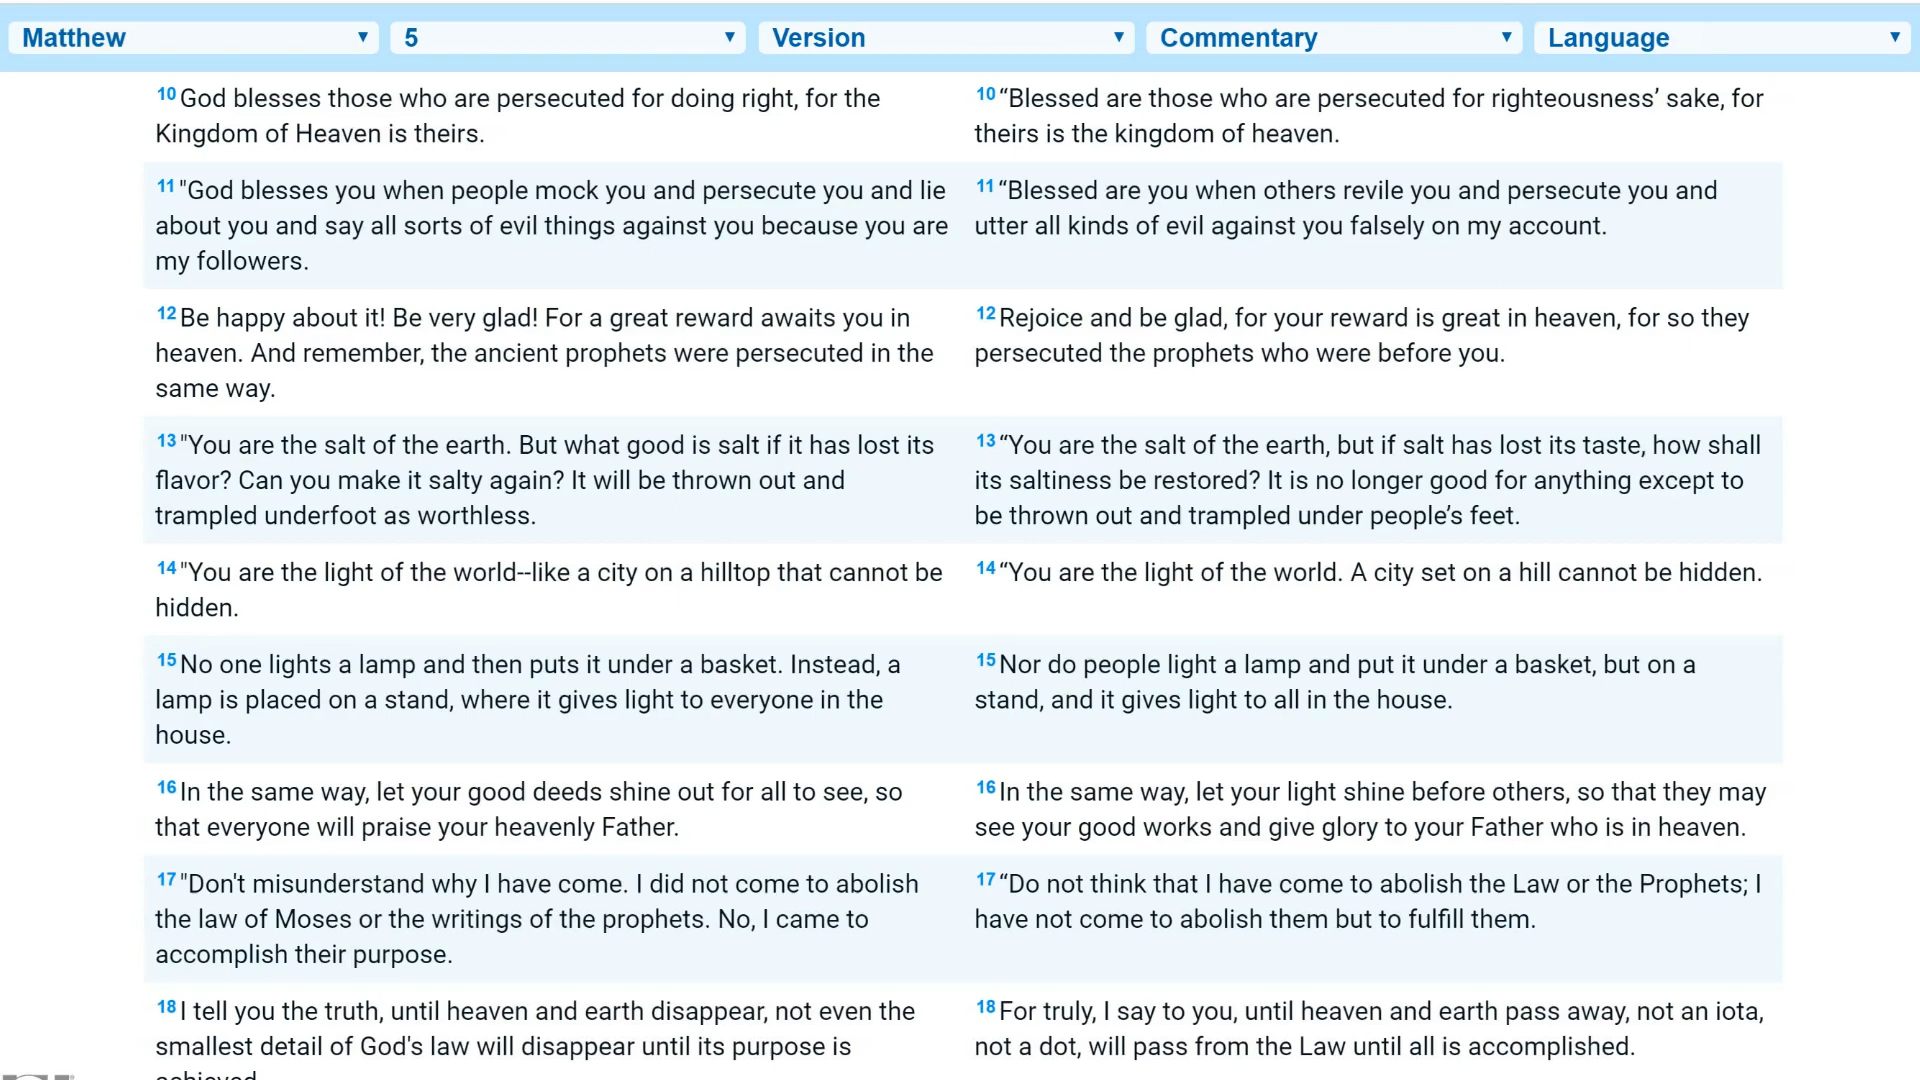 Matthew ▼ 5 ▼ Version ▼ Commentary ▼ Language ▼
10 God blesses those who are persecuted for doing right, for the
Kingdom of Heaven is theirs.
10 “Blessed are those who are persecuted for righteousness’ sake, for
theirs is the kingdom of heaven.
11 "God blesses you when people mock you and persecute you and lie
about you and say all sorts of evil things against you because you are
my followers.
11 “Blessed are you when others revile you and persecute you and
utter all kinds of evil against you falsely on my account.
12 Be happy about it! Be very glad! For a great reward awaits you in
heaven. And remember, the ancient prophets were persecuted in the
same way.
12 Rejoice and be glad, for your reward is great in heaven, for so they
persecuted the prophets who were before you.
13 "You are the salt of the earth. But what good is salt if it has lost its
flavor? Can you make it salty again? It will be thrown out and
trampled underfoot as worthless.
13 “You are the salt of the earth, but if salt has lost its taste, how shall
its saltiness be restored? It is no longer good for anything except to
be thrown out and trampled under people’s feet.
14 "You are the light of the world--like a city on a hilltop that cannot be
hidden.
14 “You are the light of the world. A city set on a hill cannot be hidden.
15 No one lights a lamp and then puts it under a basket. Instead, a
lamp is placed on a stand, where it gives light to everyone in the
house.
15 Nor do people light a lamp and put it under a basket, but on a
stand, and it gives light to all in the house.
16 In the same way, let your good deeds shine out for all to see, so
that everyone will praise your heavenly Father.
16 In the same way, let your light shine before others, so that they may
see your good works and give glory to your Father who is in heaven.
17 "Don't misunderstand why I have come. I did not come to abolish
the law of Moses or the writings of the prophets. No, I came to
accomplish their purpose.
17 “Do not think that I have come to abolish the Law or the Prophets; I
have not come to abolish them but to fulfill them.
18 I tell you the truth, until heaven and earth disappear, not even the
smallest detail of God's law will disappear until its purpose is
18 For truly, I say to you, until heaven and earth pass away, not an iota,
not a dot, will pass from the Law until all is accomplished.